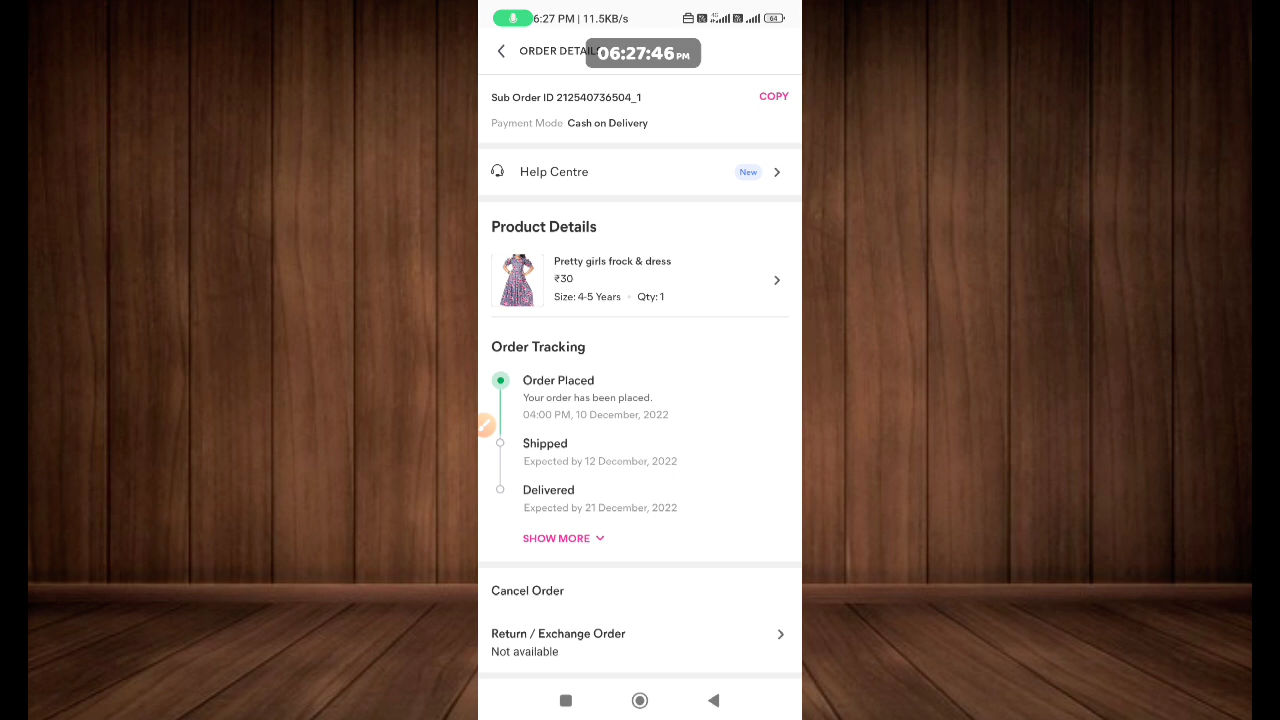 6:27 PM | 11.5KB/s
64
ORDER DETAIL
06:27:46 PM
Sub Order ID 212540736504_1
COPY
Payment Mode Cash on Delivery
Help Centre
New
Product Details
Pretty girls frock & dress
₹30
Size: 4-5 Years • Qty: 1
Order Tracking
Order Placed
Your order has been placed.
04:00 PM, 10 December, 2022
Shipped
Expected by 12 December, 2022
Delivered
Expected by 21 December, 2022
SHOW MORE
Cancel Order
Return / Exchange Order
Not available